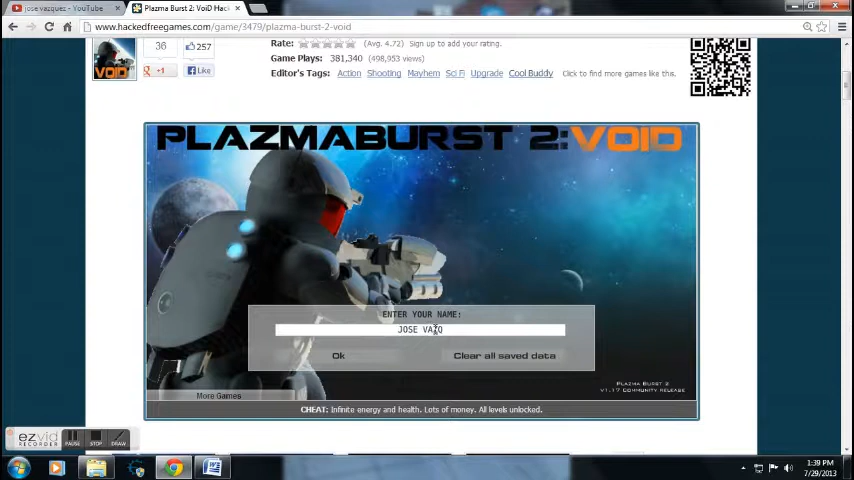 jose vazquez - YouTube
Plazma Burst 2: VoiD Hac
www.hackedfreegames.com/game/3479/plazma-burst-2-void
VOID
36
257
+1
Like
Rate: (Avg. 4.72) Sign up to add your rating.
Game Plays: 381,340 (498,953 views)
Editor's Tags: Action Shooting Mayhem Sci Fi Upgrade Cool Buddy Click to find more games like this.
PLAZMABURST 2:VOID
ENTER YOUR NAME:
JOSE VAZQ
Ok
Clear all saved data
More Games
PLAZMA BURST 2
V1.17 COMMUNITY RELEASE
CHEAT: Infinite energy and health. Lots of money. All levels unlocked.
ezvid
RECORDER
PAUSE
STOP
DRAW
1:39 PM
7/29/2013